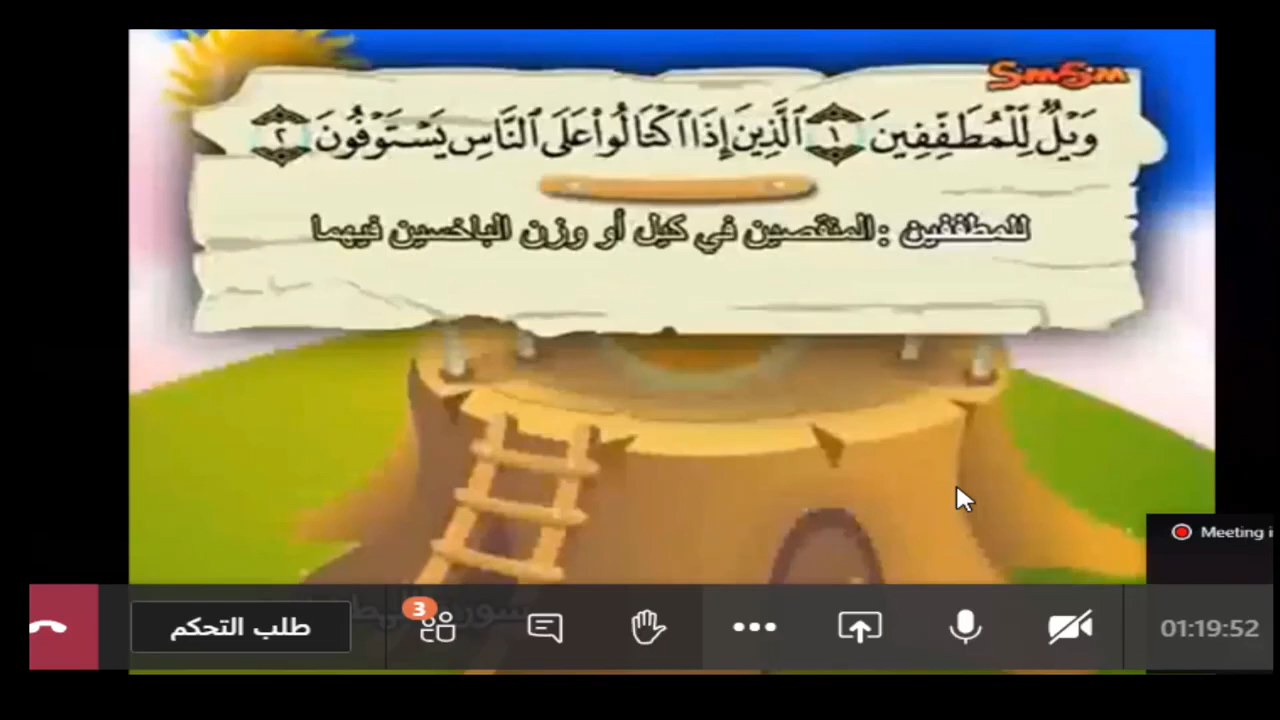 SmSm
وَيْلٌ لِّلْمُطَفِّفِينَ ١ ٱلَّذِينَ إِذَا ٱكْتَالُوا۟ عَلَى ٱلنَّاسِ يَسْتَوْفُونَ ٢
للمطففين : المنقصين في كيل أو وزن الباخسين فيهما
Meeting
سورة
3
طلب التحكم
01:19:52